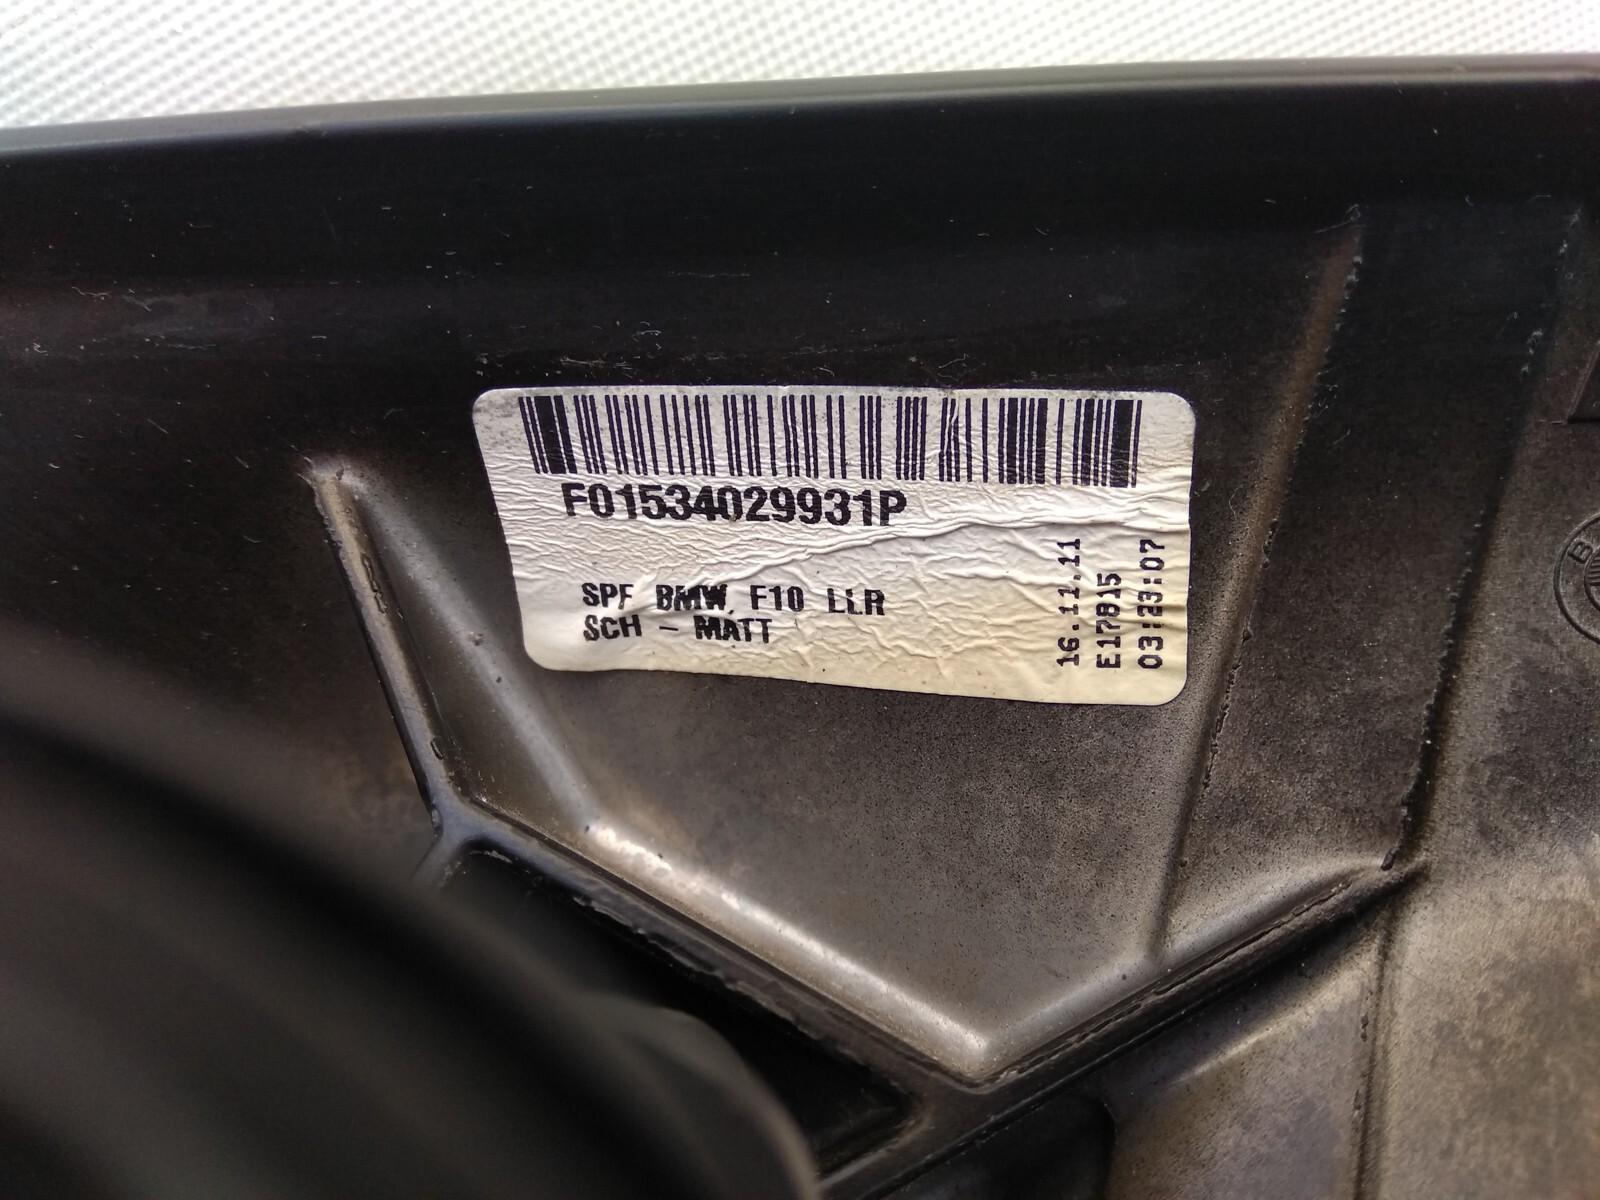 F01534029931P
SPF BMW F10 LLR
SCH - MATT
16.11.11
E17815
03:23:07
B